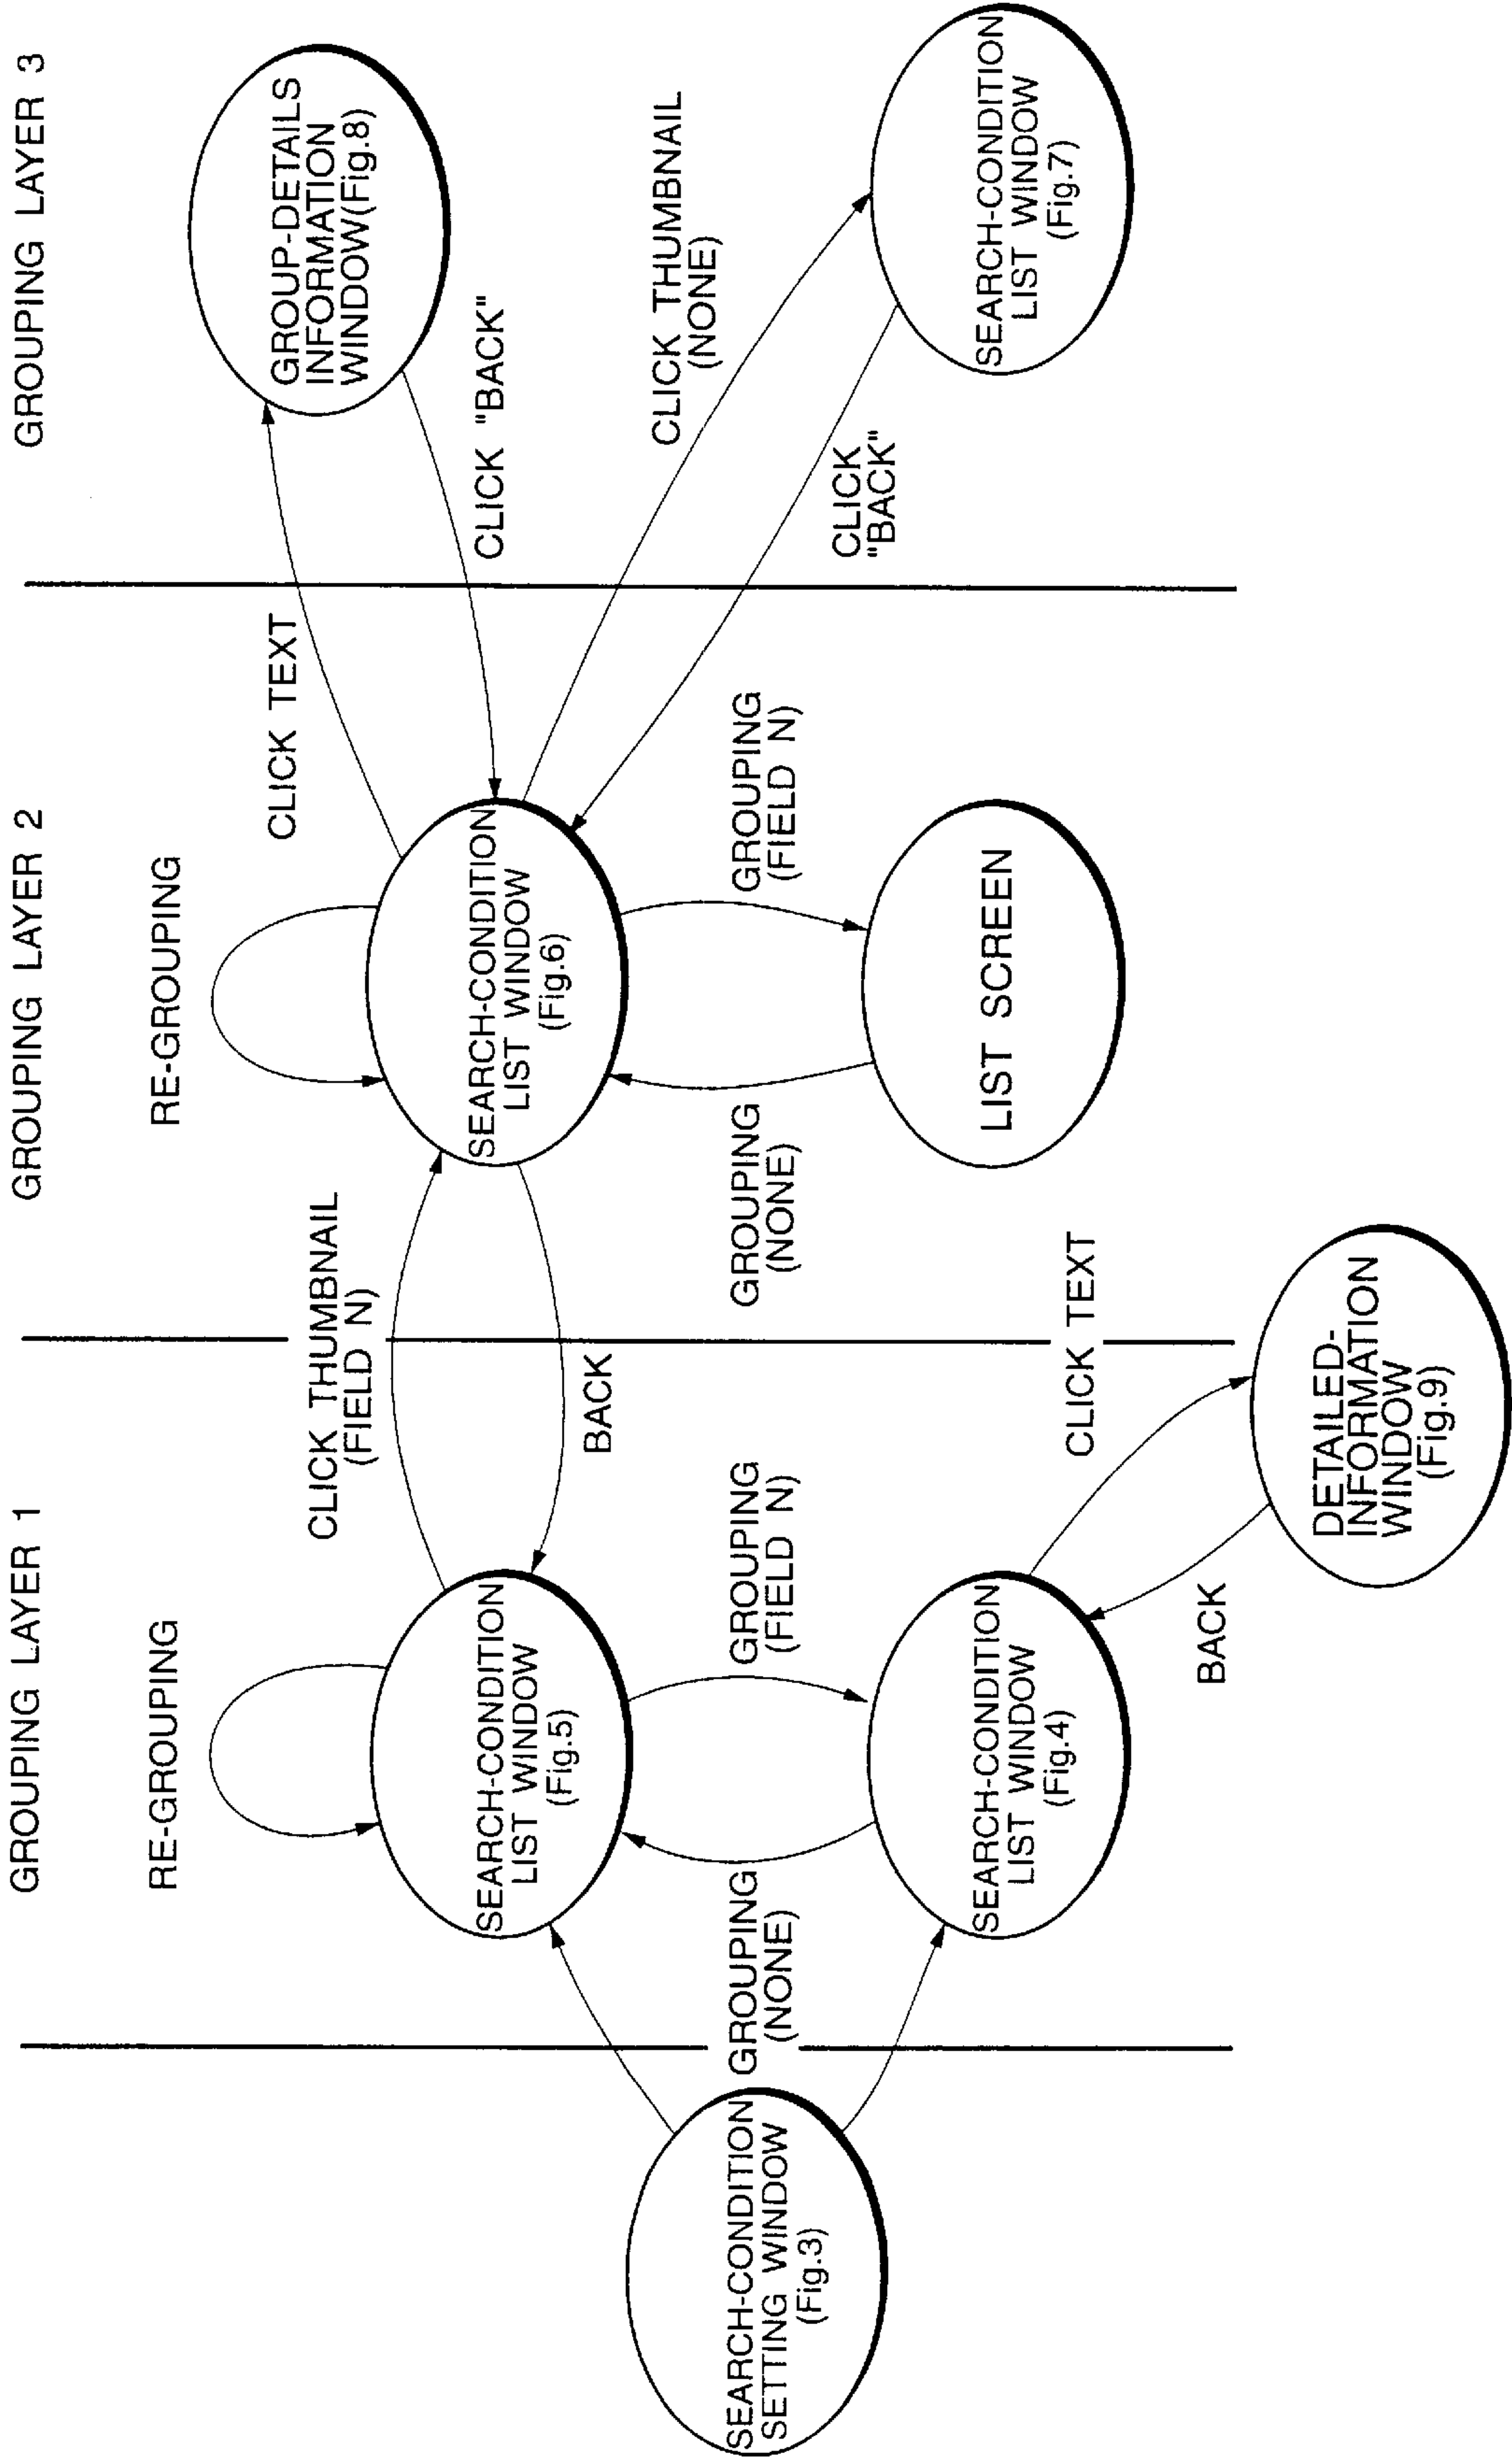 GROUPING LAYER 1
GROUPING LAYER 2
GROUPING LAYER 3
RE-GROUPING
RE-GROUPING
CLICK TEXT
GROUP-DETAILS
INFORMATION
WINDOW(Fig.8)
CLICK THUMBNAIL
(FIELD N)
SEARCH-CONDITION
LIST WINDOW
(Fig.5)
SEARCH-CONDITION
LIST WINDOW
(Fig.6)
CLICK "BACK"
BACK
CLICK THUMBNAIL
(NONE)
SEARCH-CONDITION
SETTING WINDOW
(Fig.3)
GROUPING
(NONE)
GROUPING
(FIELD N)
GROUPING
(NONE)
GROUPING
(FIELD N)
CLICK
"BACK"
SEARCH-CONDITION
LIST WINDOW
(Fig.4)
LIST SCREEN
SEARCH-CONDITION
LIST WINDOW
(Fig.7)
CLICK TEXT
BACK
DETAILED-
INFORMATION
WINDOW
(Fig.9)